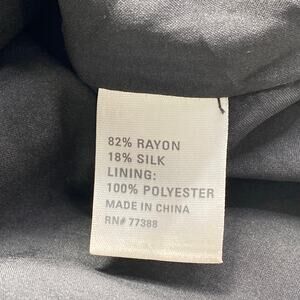 82% RAYON
18% SILK
LINING:
100% POLYESTER
MADE IN CHINA
RN# 77388